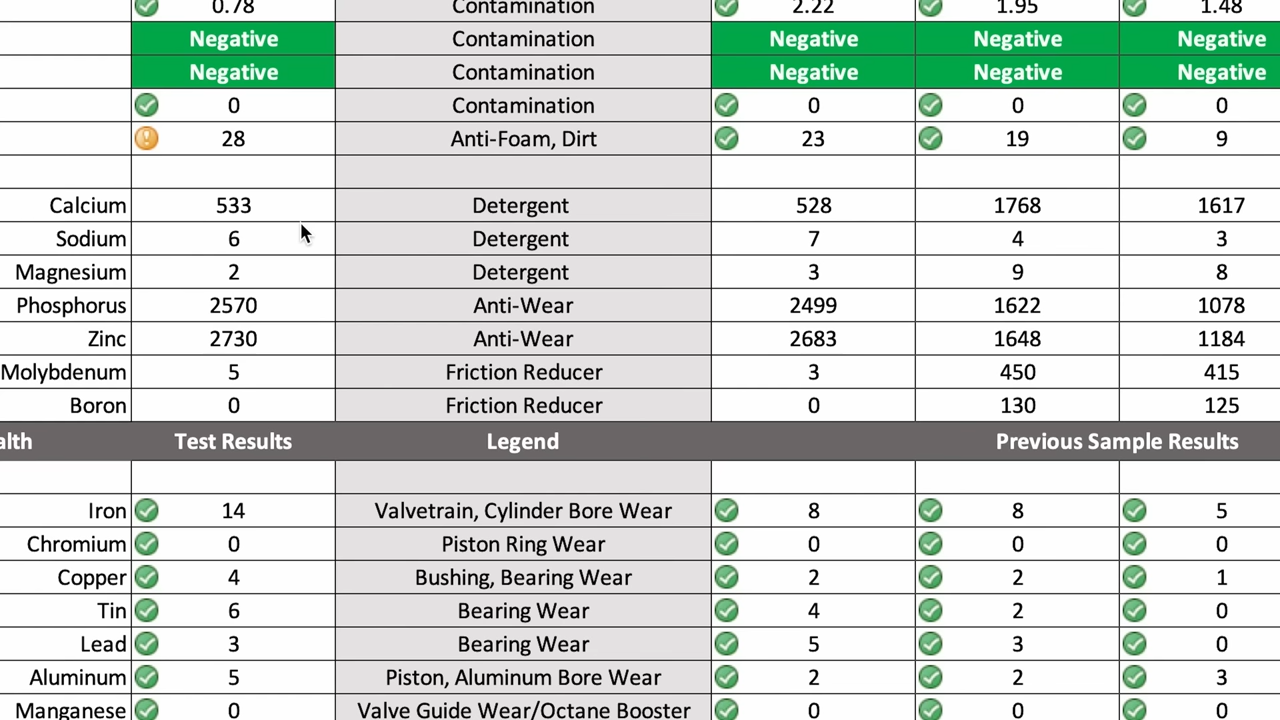 0.78 Contamination 2.22 1.95 1.48
Negative Contamination Negative Negative Negative
Negative Contamination Negative Negative Negative
0 Contamination 0 0 0
28 Anti-Foam, Dirt 23 19 9
Calcium 533 Detergent 528 1768 1617
Sodium 6 Detergent 7 4 3
Magnesium 2 Detergent 3 9 8
Phosphorus 2570 Anti-Wear 2499 1622 1078
Zinc 2730 Anti-Wear 2683 1648 1184
Molybdenum 5 Friction Reducer 3 450 415
Boron 0 Friction Reducer 0 130 125
alth Test Results Legend Previous Sample Results
Iron 14 Valvetrain, Cylinder Bore Wear 8 8 5
Chromium 0 Piston Ring Wear 0 0 0
Copper 4 Bushing, Bearing Wear 2 2 1
Tin 6 Bearing Wear 4 2 0
Lead 3 Bearing Wear 5 3 0
Aluminum 5 Piston, Aluminum Bore Wear 2 2 3
Manganese 0 Valve Guide Wear/Octane Booster 0 0 0